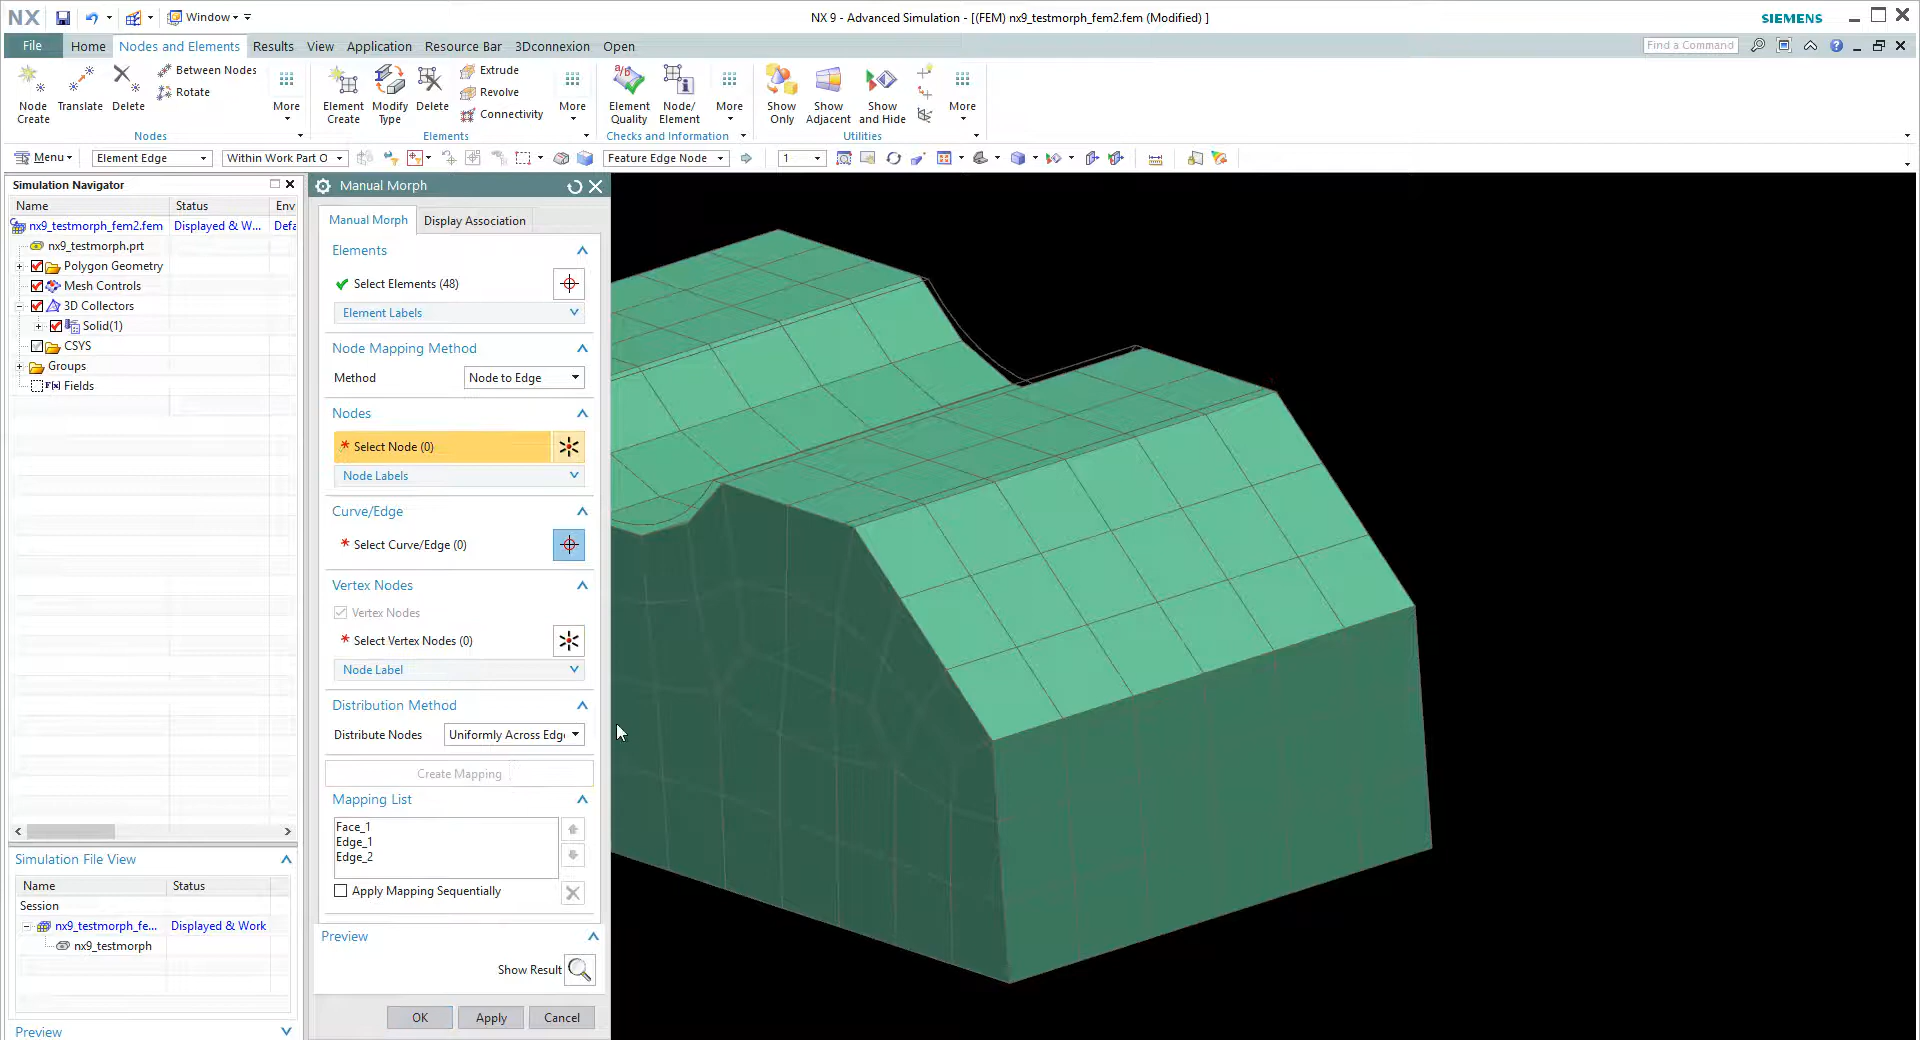 NX
Window
NX 9 - Advanced Simulation - [(FEM) nx9_testmorph_fem2.fem (Modified) ]
SIEMENS
File
Home
Nodes and Elements
Results
View
Application
Resource Bar
3Dconnexion
Open
Find a Command
Node Create
Translate
Delete
Between Nodes
Rotate
More
Element Create
Modify Type
Delete
Extrude
Revolve
Connectivity
More
Element Quality
Node/ Element
More
Show Only
Show Adjacent
Show and Hide
More
Nodes
Elements
Checks and Information
Utilities
Menu
Element Edge
Within Work Part O
Feature Edge Node
1
Simulation Navigator
Name
Status
Env
nx9_testmorph_fem2.fem
Displayed & W...
Defa
nx9_testmorph.prt
Polygon Geometry
Mesh Controls
3D Collectors
Solid(1)
CSYS
Groups
Fields
Simulation File View
Name
Status
Session
nx9_testmorph_fe...
Displayed & Work
nx9_testmorph
Preview
Manual Morph
Manual Morph
Display Association
Elements
Select Elements (48)
Element Labels
Node Mapping Method
Method
Node to Edge
Nodes
* Select Node (0)
Node Labels
Curve/Edge
* Select Curve/Edge (0)
Vertex Nodes
Vertex Nodes
* Select Vertex Nodes (0)
Node Label
Distribution Method
Distribute Nodes
Uniformly Across Edg
Create Mapping
Mapping List
Face_1
Edge_1
Edge_2
Apply Mapping Sequentially
Preview
Show Result
OK
Apply
Cancel